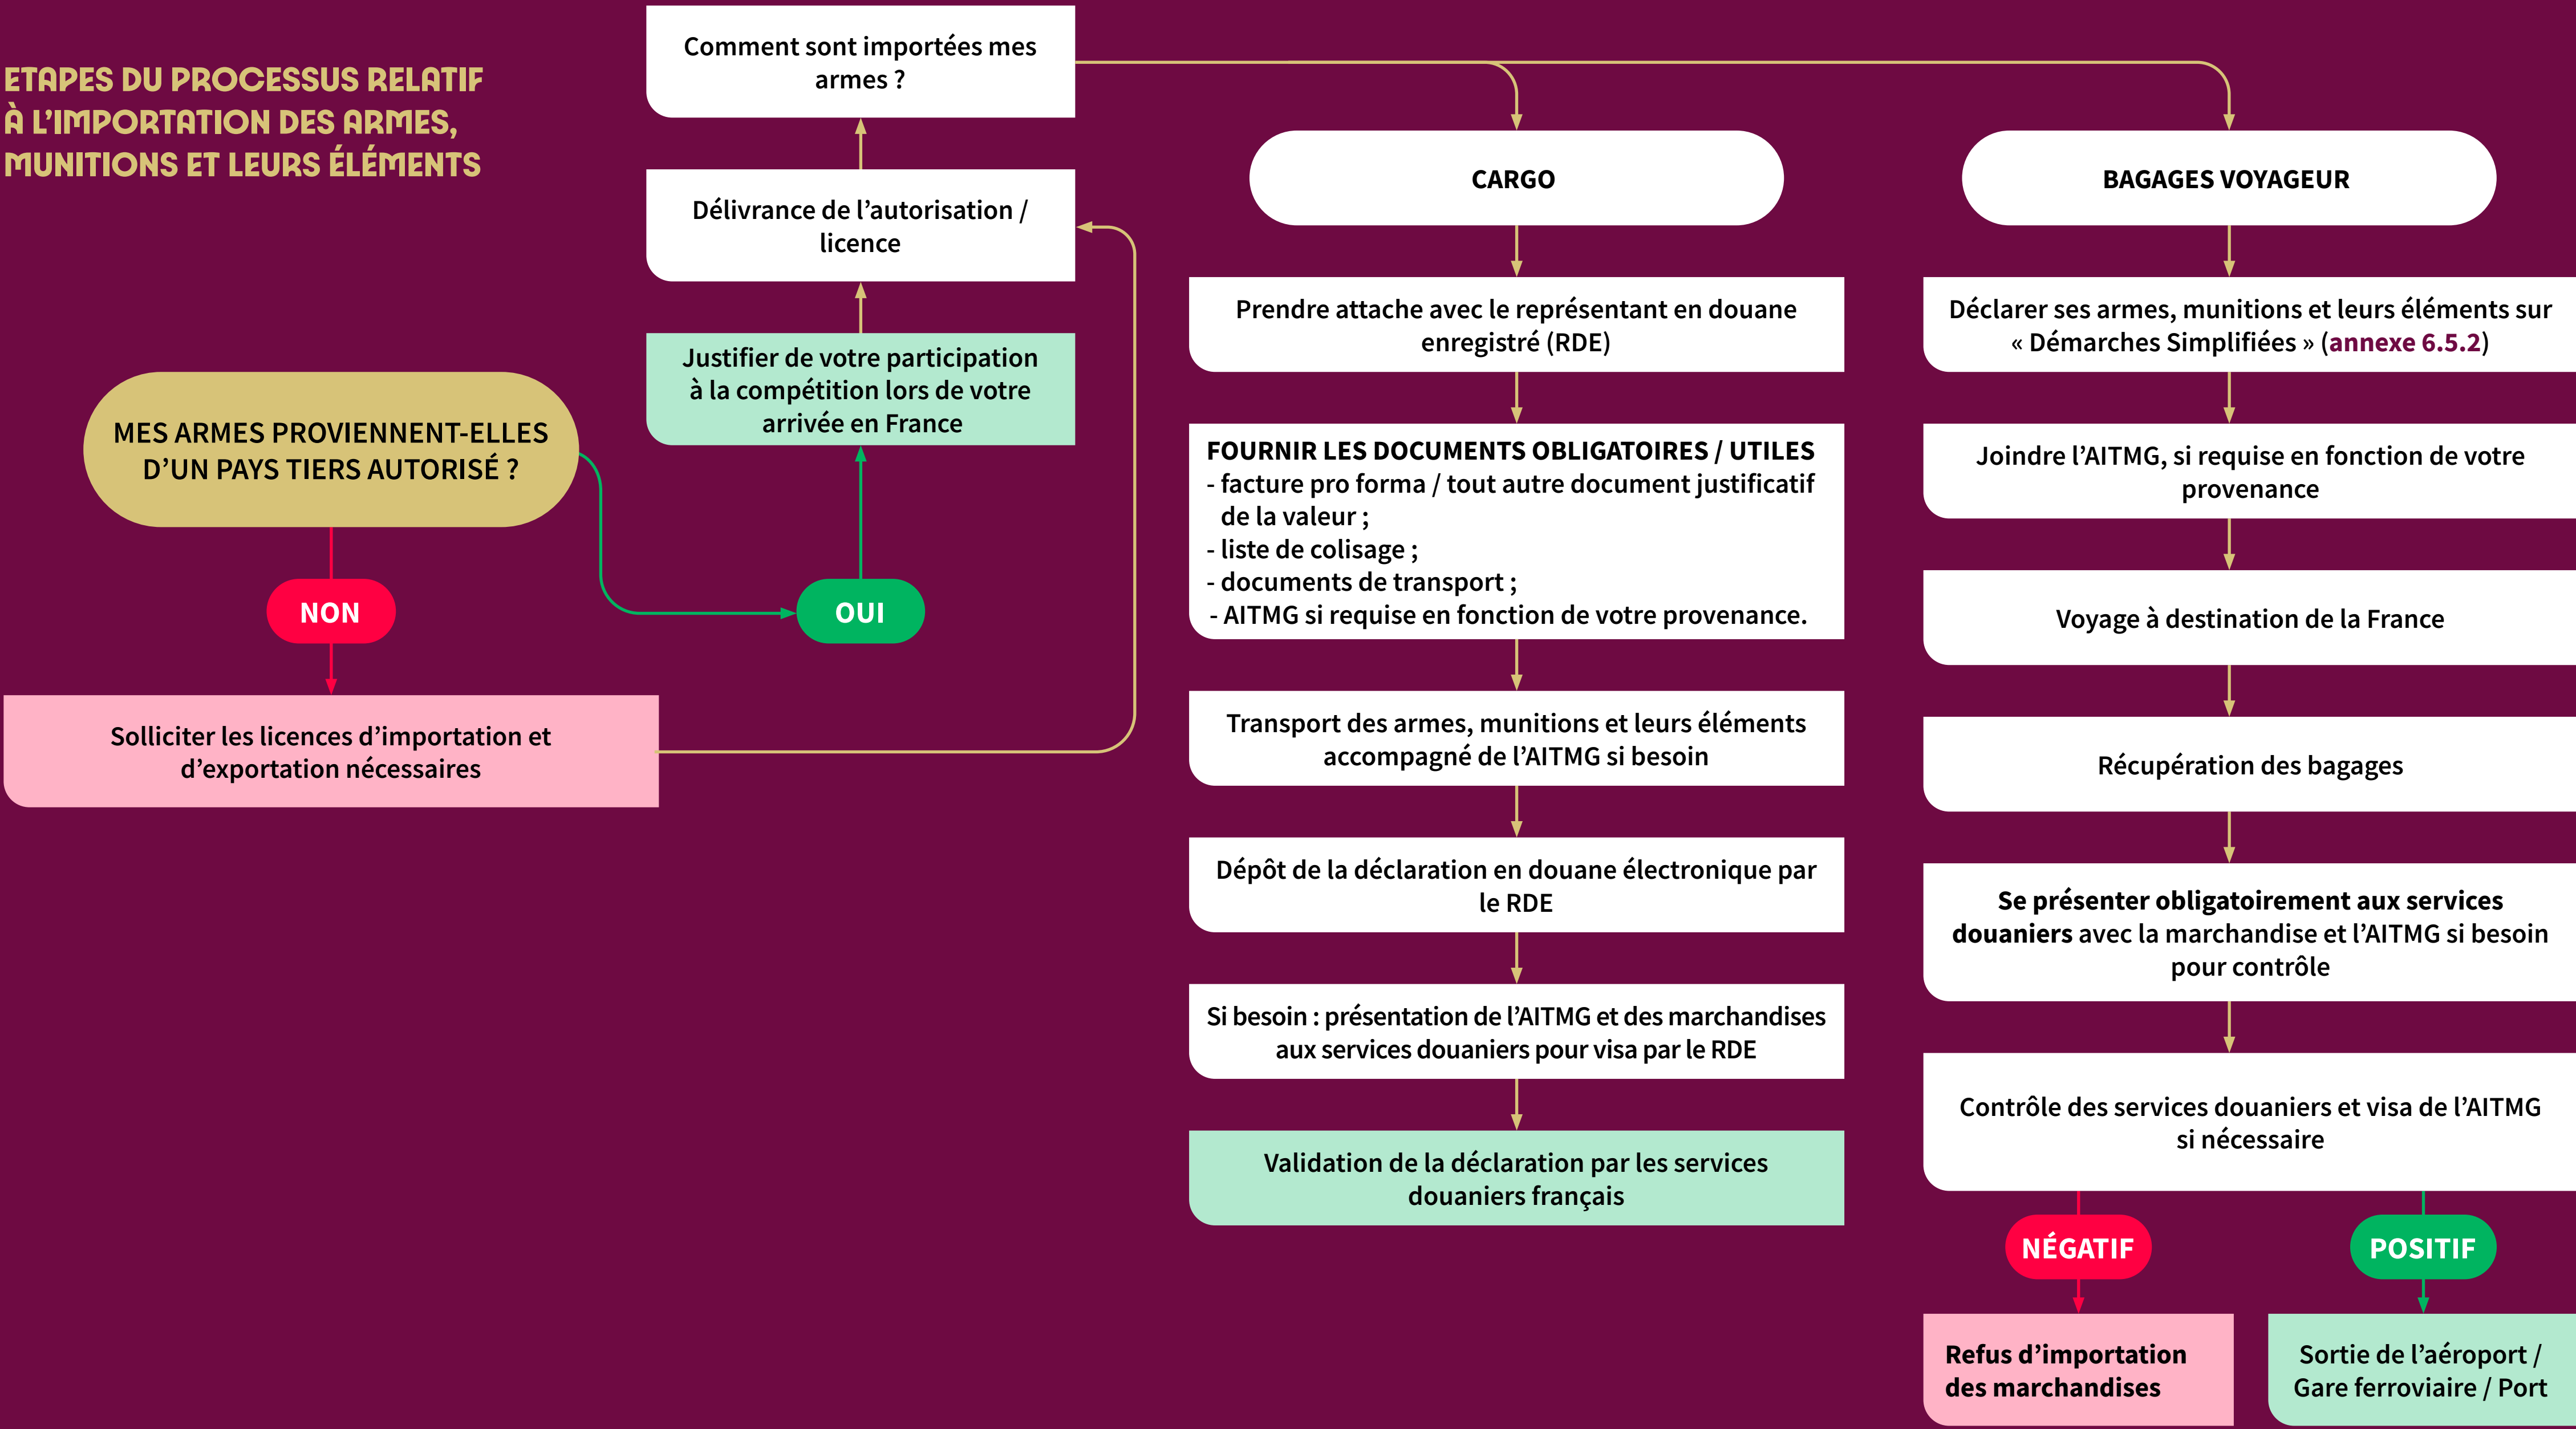 ETAPES DU PROCESSUS RELATIF
À L’IMPORTATION DES ARMES,
MUNITIONS ET LEURS ÉLÉMENTS
MES ARMES PROVIENNENT-ELLES
D’UN PAYS TIERS AUTORISÉ ?
NON
Solliciter les licences d’importation et
d’exportation nécessaires
OUI
Justifier de votre participation
à la compétition lors de votre
arrivée en France
Délivrance de l’autorisation /
licence
Comment sont importées mes
armes ?
CARGO
Prendre attache avec le représentant en douane
enregistré (RDE)
FOURNIR LES DOCUMENTS OBLIGATOIRES / UTILES
- facture pro forma / tout autre document justificatif
de la valeur ;
- liste de colisage ;
- documents de transport ;
- AITMG si requise en fonction de votre provenance.
Transport des armes, munitions et leurs éléments
accompagné de l’AITMG si besoin
Dépôt de la déclaration en douane électronique par
le RDE
Si besoin : présentation de l’AITMG et des marchandises
aux services douaniers pour visa par le RDE
Validation de la déclaration par les services
douaniers français
BAGAGES VOYAGEUR
Déclarer ses armes, munitions et leurs éléments sur
« Démarches Simplifiées » (annexe 6.5.2)
Joindre l’AITMG, si requise en fonction de votre
provenance
Voyage à destination de la France
Récupération des bagages
Se présenter obligatoirement aux services
douaniers avec la marchandise et l’AITMG si besoin
pour contrôle
Contrôle des services douaniers et visa de l’AITMG
si nécessaire
NÉGATIF
Refus d’importation
des marchandises
POSITIF
Sortie de l’aéroport /
Gare ferroviaire / Port